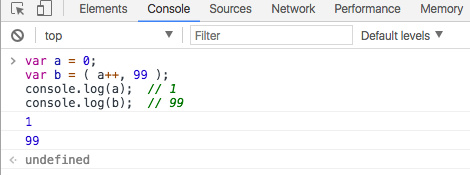 Elements Console Sources Network Performance Memory
top Filter Default levels
var a = 0;
var b = ( a++, 99 );
console.log(a);  // 1
console.log(b);  // 99
1
99
undefined